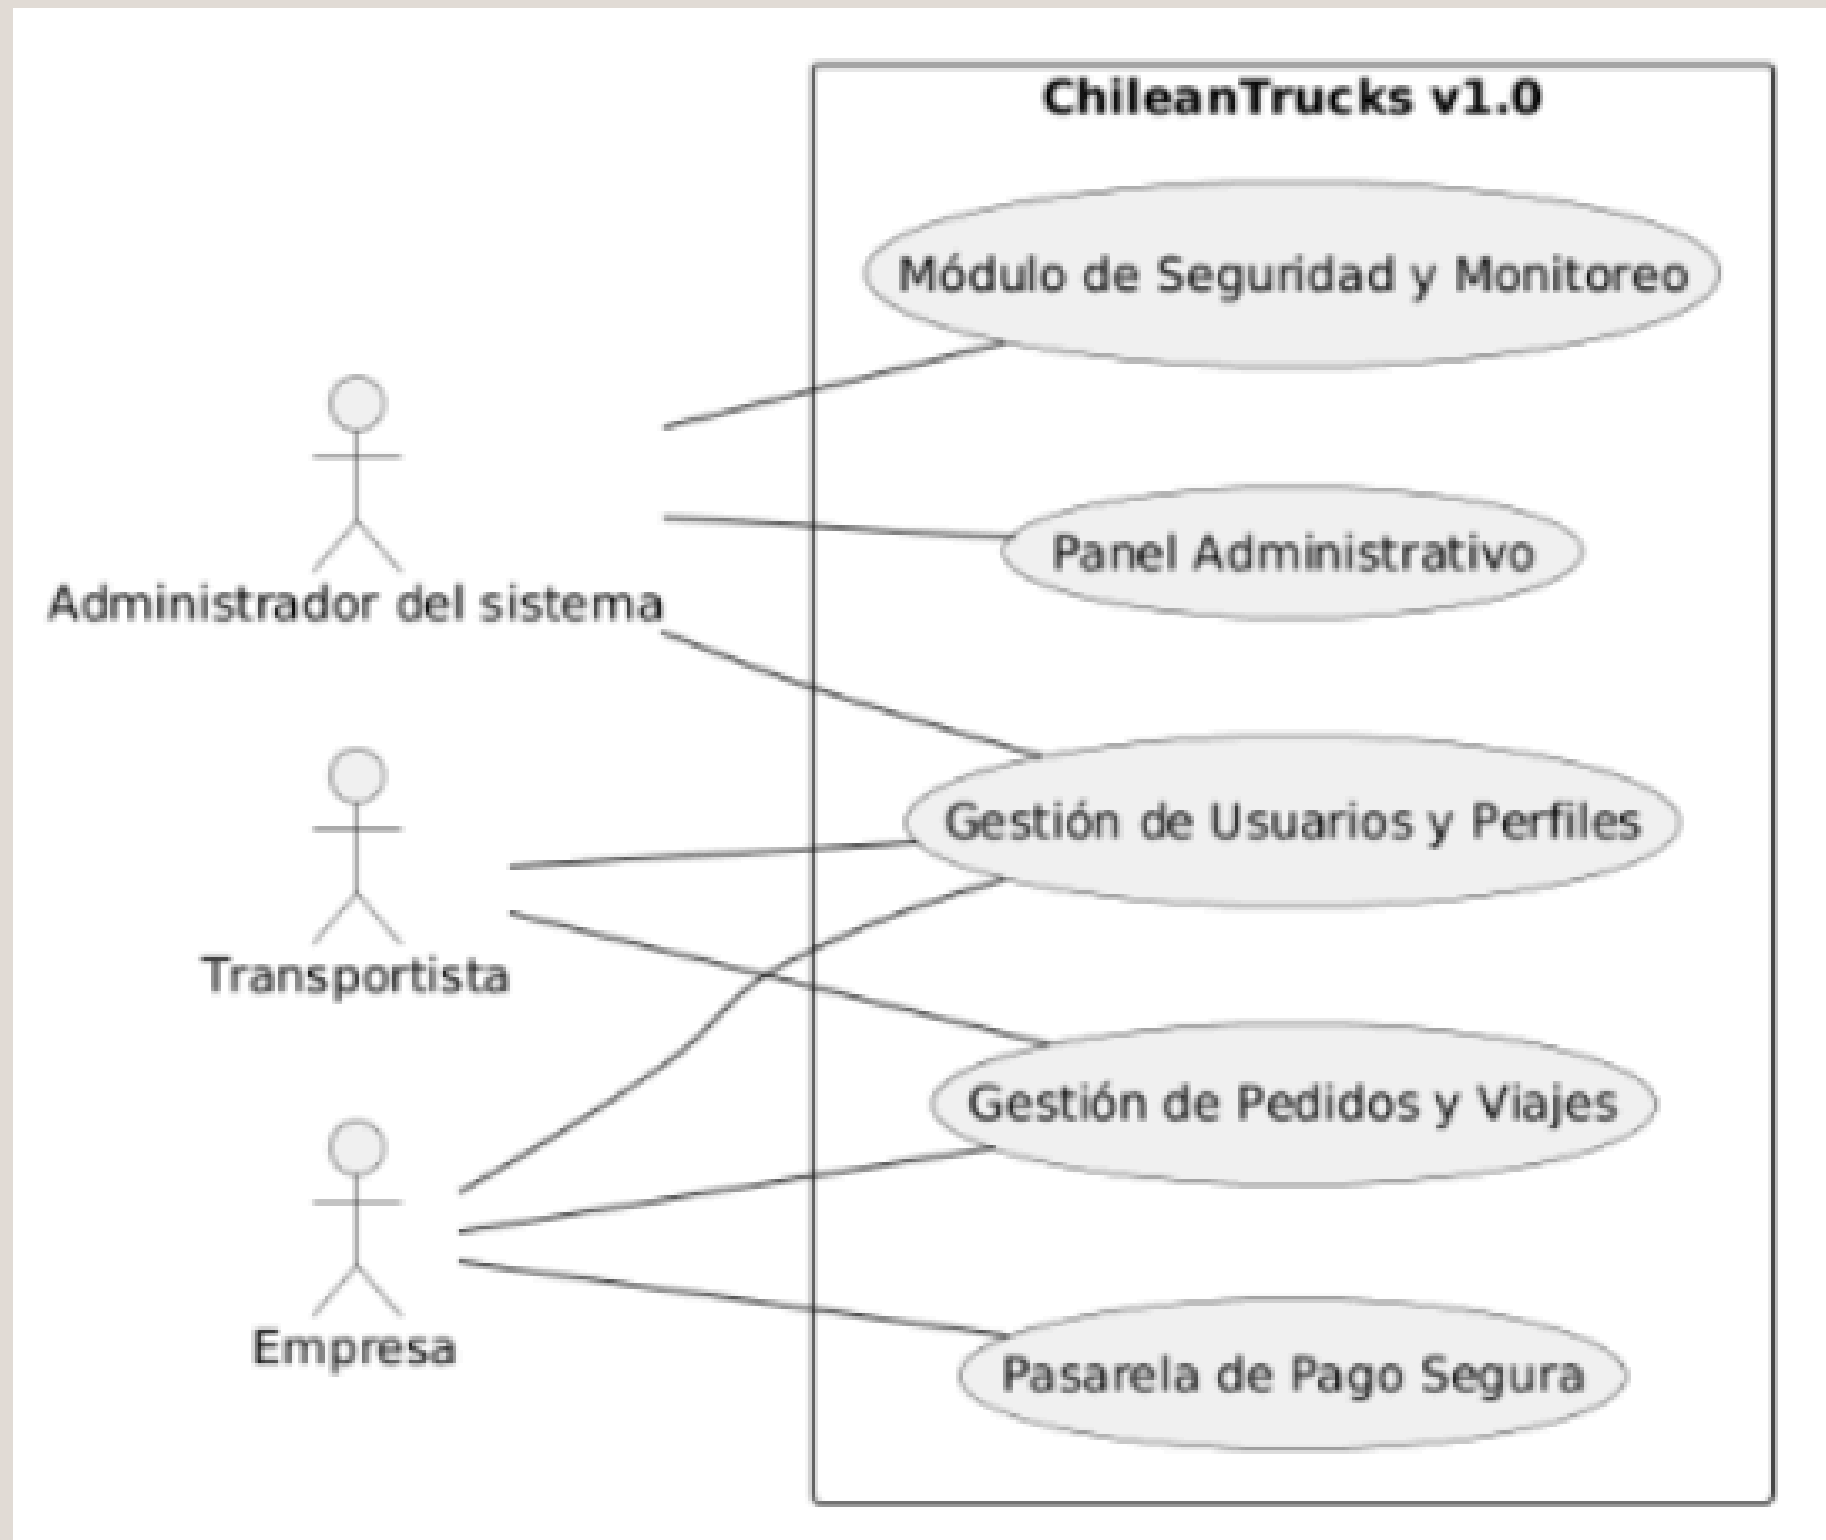 ChileanTrucks v1.0
Módulo de Seguridad y Monitoreo
Panel Administrativo
Administrador del sistema
Gestión de Usuarios y Perfiles
Transportista
Gestión de Pedidos y Viajes
Empresa
Pasarela de Pago Segura